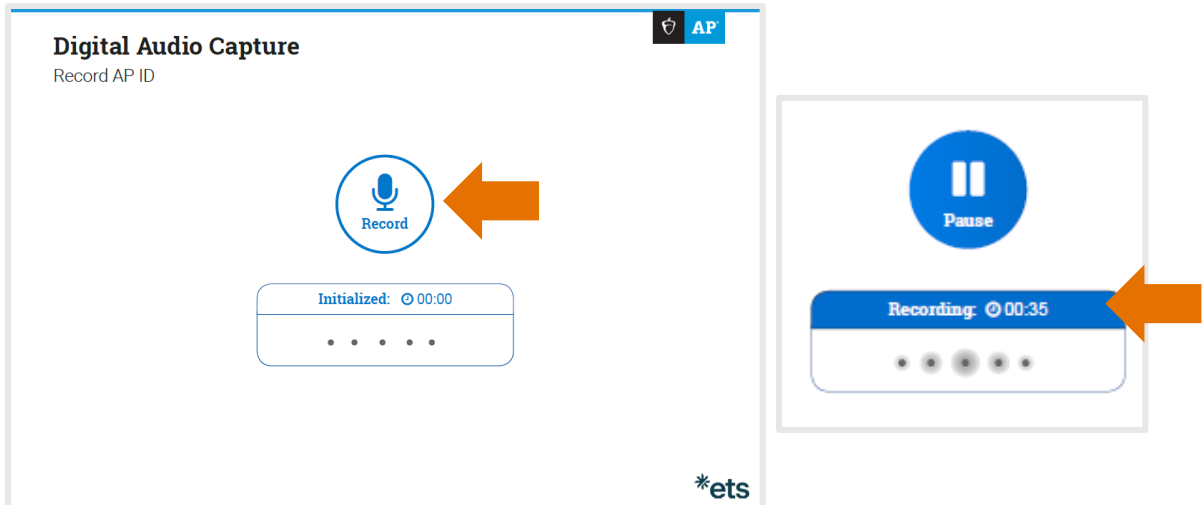 AP
Digital Audio Capture
Record AP ID
Record
Initialized: 00:00
*ets
Pause
Recording: 00:35